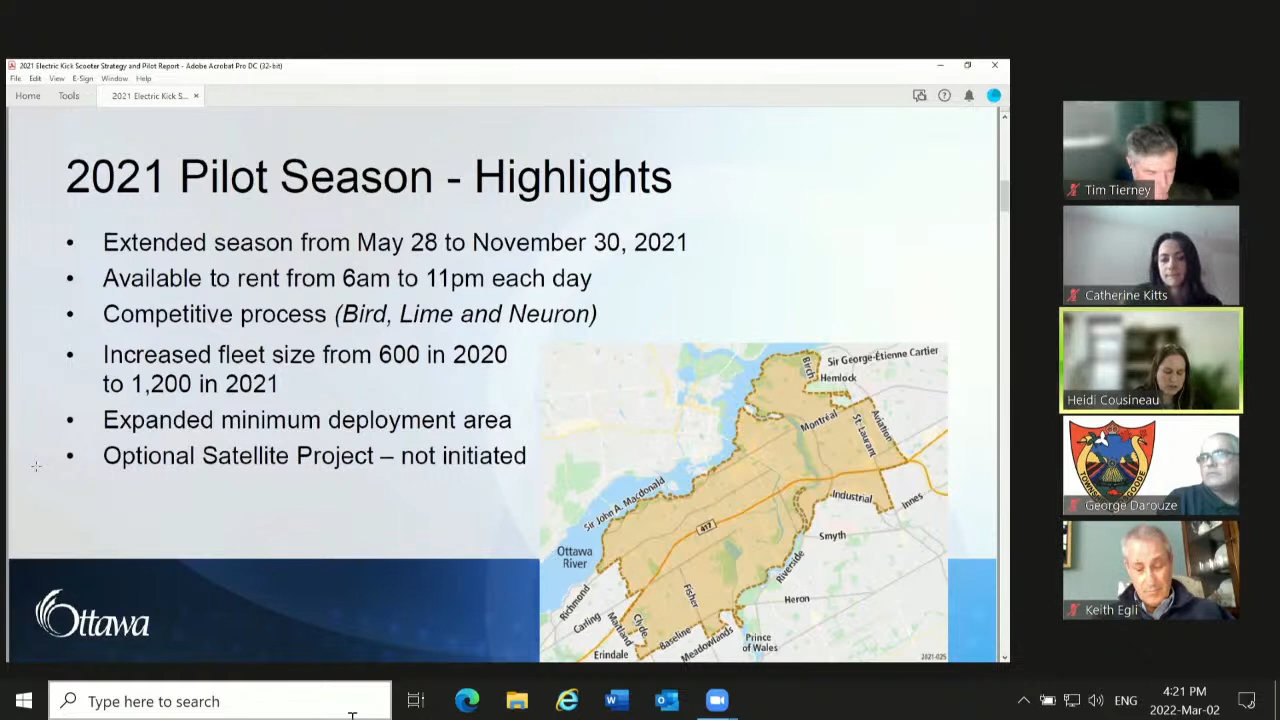 2021 Electric Kick Scooter Strategy and Pilot Report - Adobe Acrobat Pro DC (32-bit)
File Edit View E-Sign Window Help
Home Tools 2021 Electric Kick S... ×
2021 Pilot Season - Highlights
• Extended season from May 28 to November 30, 2021
• Available to rent from 6am to 11pm each day
• Competitive process (Bird, Lime and Neuron)
• Increased fleet size from 600 in 2020
to 1,200 in 2021
• Expanded minimum deployment area
• Optional Satellite Project – not initiated
Sir George-Étienne Cartier
Birch
Hemlock
Montréal
St. Laurent
Aviation
Sir John A. Macdonald
Industrial
Innes
417
Smyth
Ottawa
River
Riverside
Richmond
Fisher
Heron
Carling
Maitland
Clyde
Baseline
Meadowlands
Prince
of Wales
Erindale
2021-025
Ottawa
Tim Tierney
Catherine Kitts
Heidi Cousineau
George Darouze
Keith Egli
Type here to search
ENG
4:21 PM
2022-Mar-02